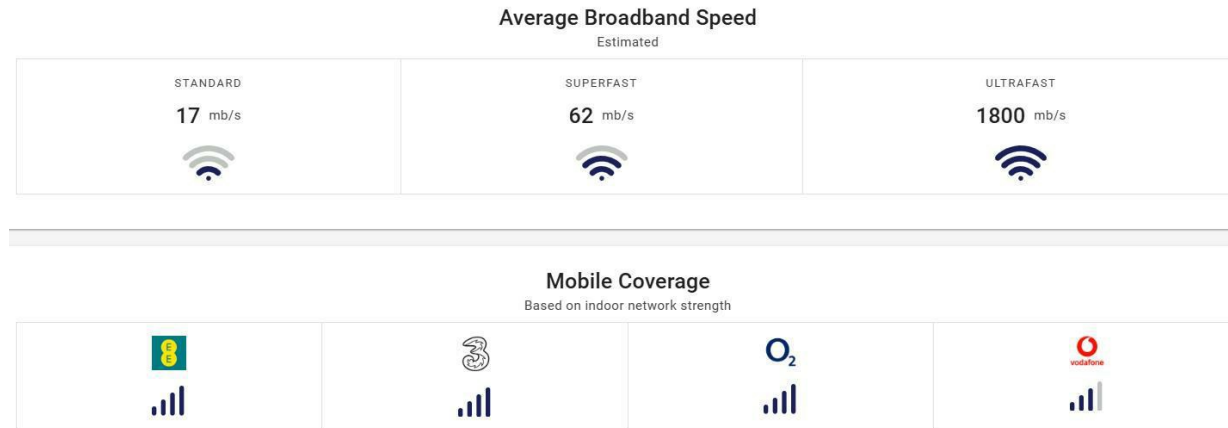 Average Broadband Speed
Estimated
STANDARD
SUPERFAST
ULTRAFAST
17 mb/s
62 mb/s
1800 mb/s
Mobile Coverage
Based on indoor network strength
E
E
3
O2
vodafone